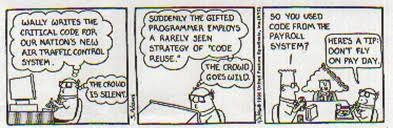 WALLY WRITES THE
CRITICAL CODE FOR
OUR NATION'S NEW
AIR TRAFFIC CONTROL
SYSTEM.
THE CROWD
IS SILENT.
S. Adams
SUDDENLY THE GIFTED
PROGRAMMER EMPLOYS
A RARELY SEEN
STRATEGY OF "CODE
REUSE."
THE CROWD
GOES WILD.
SO YOU USED
CODE FROM THE
PAYROLL
SYSTEM?
HERE'S A TIP:
DON'T FLY
ON PAY DAY.